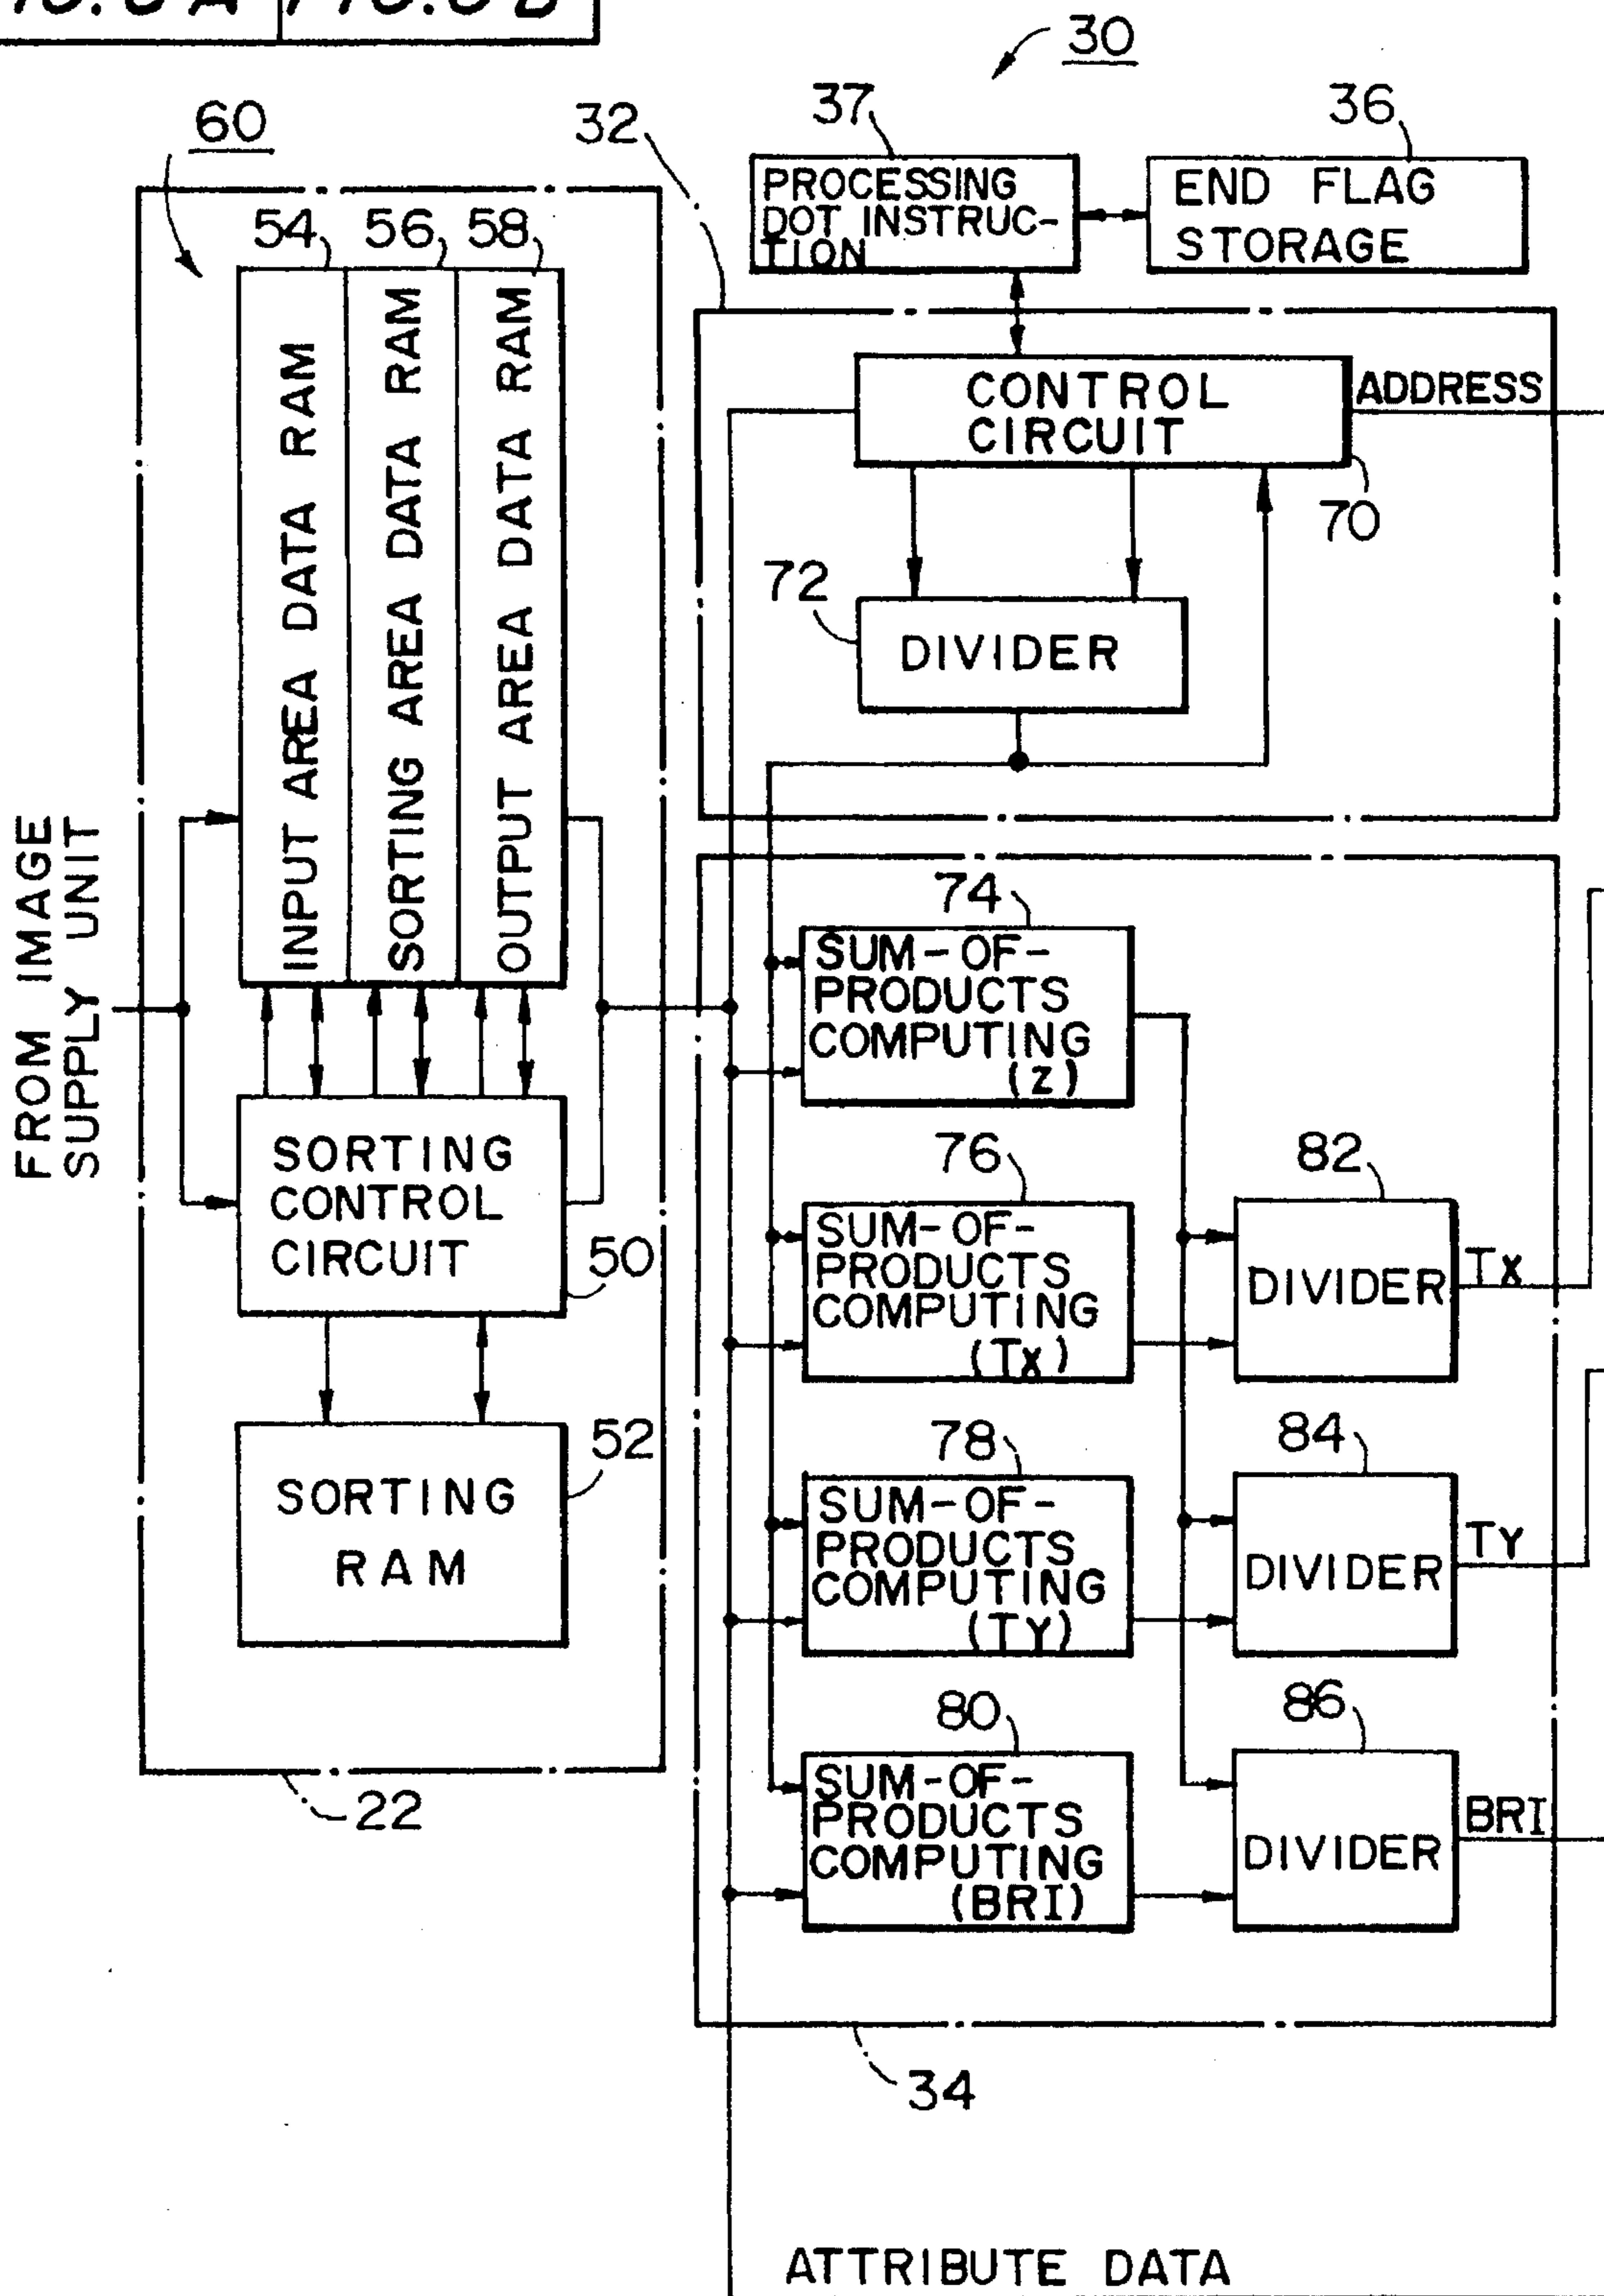 30
60
32
37
36
PROCESSING
DOT INSTRUC-
TION
END FLAG
STORAGE
54
56
58
INPUT AREA DATA RAM
SORTING AREA DATA RAM
OUTPUT AREA DATA RAM
CONTROL
CIRCUIT
ADDRESS
70
72
DIVIDER
FROM IMAGE
SUPPLY UNIT
74
SUM-OF-
PRODUCTS
COMPUTING
(Z)
SORTING
CONTROL
CIRCUIT
50
76
SUM-OF-
PRODUCTS
COMPUTING
(TX)
82
DIVIDER
TX
SORTING
RAM
52
78
SUM-OF-
PRODUCTS
COMPUTING
(TY)
84
DIVIDER
TY
80
SUM-OF-
PRODUCTS
COMPUTING
(BRI)
86
DIVIDER
BRI
22
34
ATTRIBUTE DATA